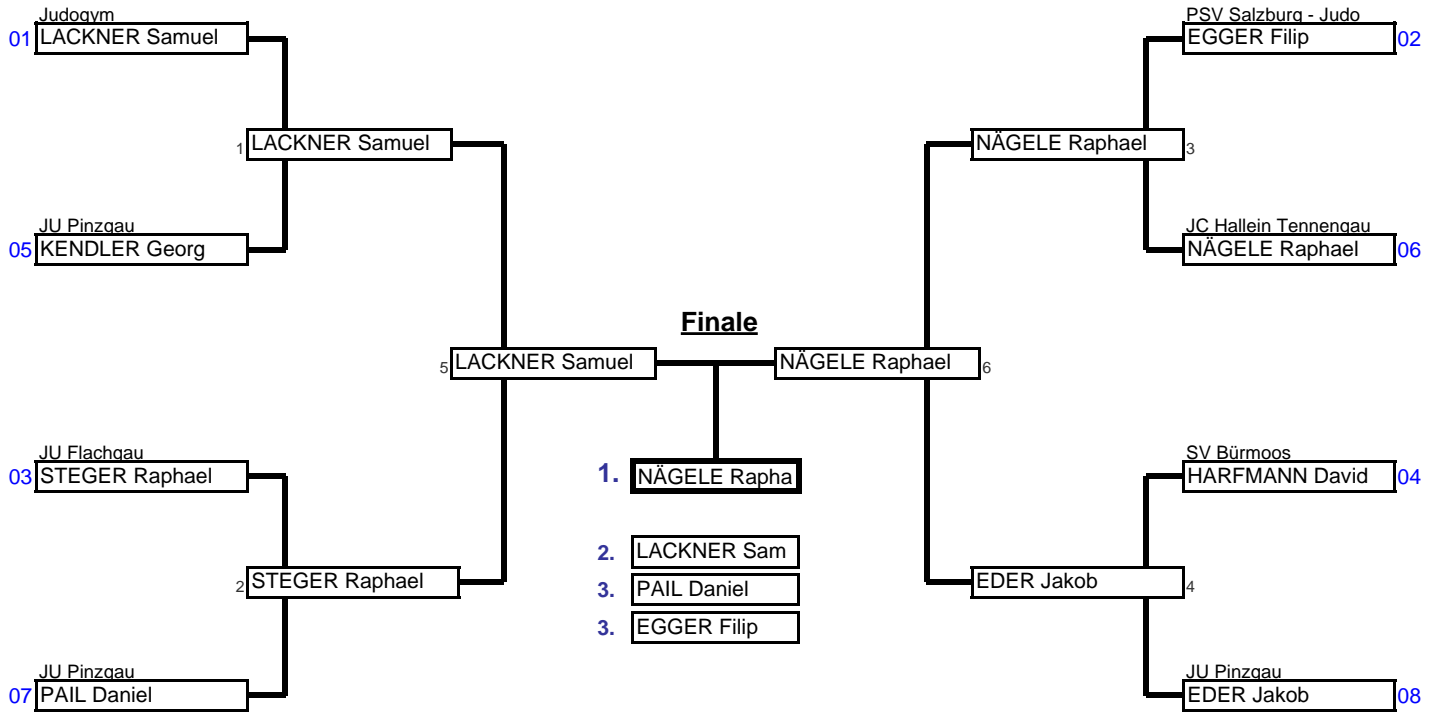 Judogym
01 LACKNER Samuel
PSV Salzburg - Judo
EGGER Filip 02
1 LACKNER Samuel
NÄGELE Raphael 3
JU Pinzgau
05 KENDLER Georg
JC Hallein Tennengau
NÄGELE Raphael 06
Finale
5 LACKNER Samuel
NÄGELE Raphael 6
JU Flachgau
03 STEGER Raphael
1. NÄGELE Rapha
SV Bürmoos
HARFMANN David 04
2. LACKNER Sam
2 STEGER Raphael
3. PAIL Daniel
EDER Jakob 4
3. EGGER Filip
JU Pinzgau
07 PAIL Daniel
JU Pinzgau
EDER Jakob 08